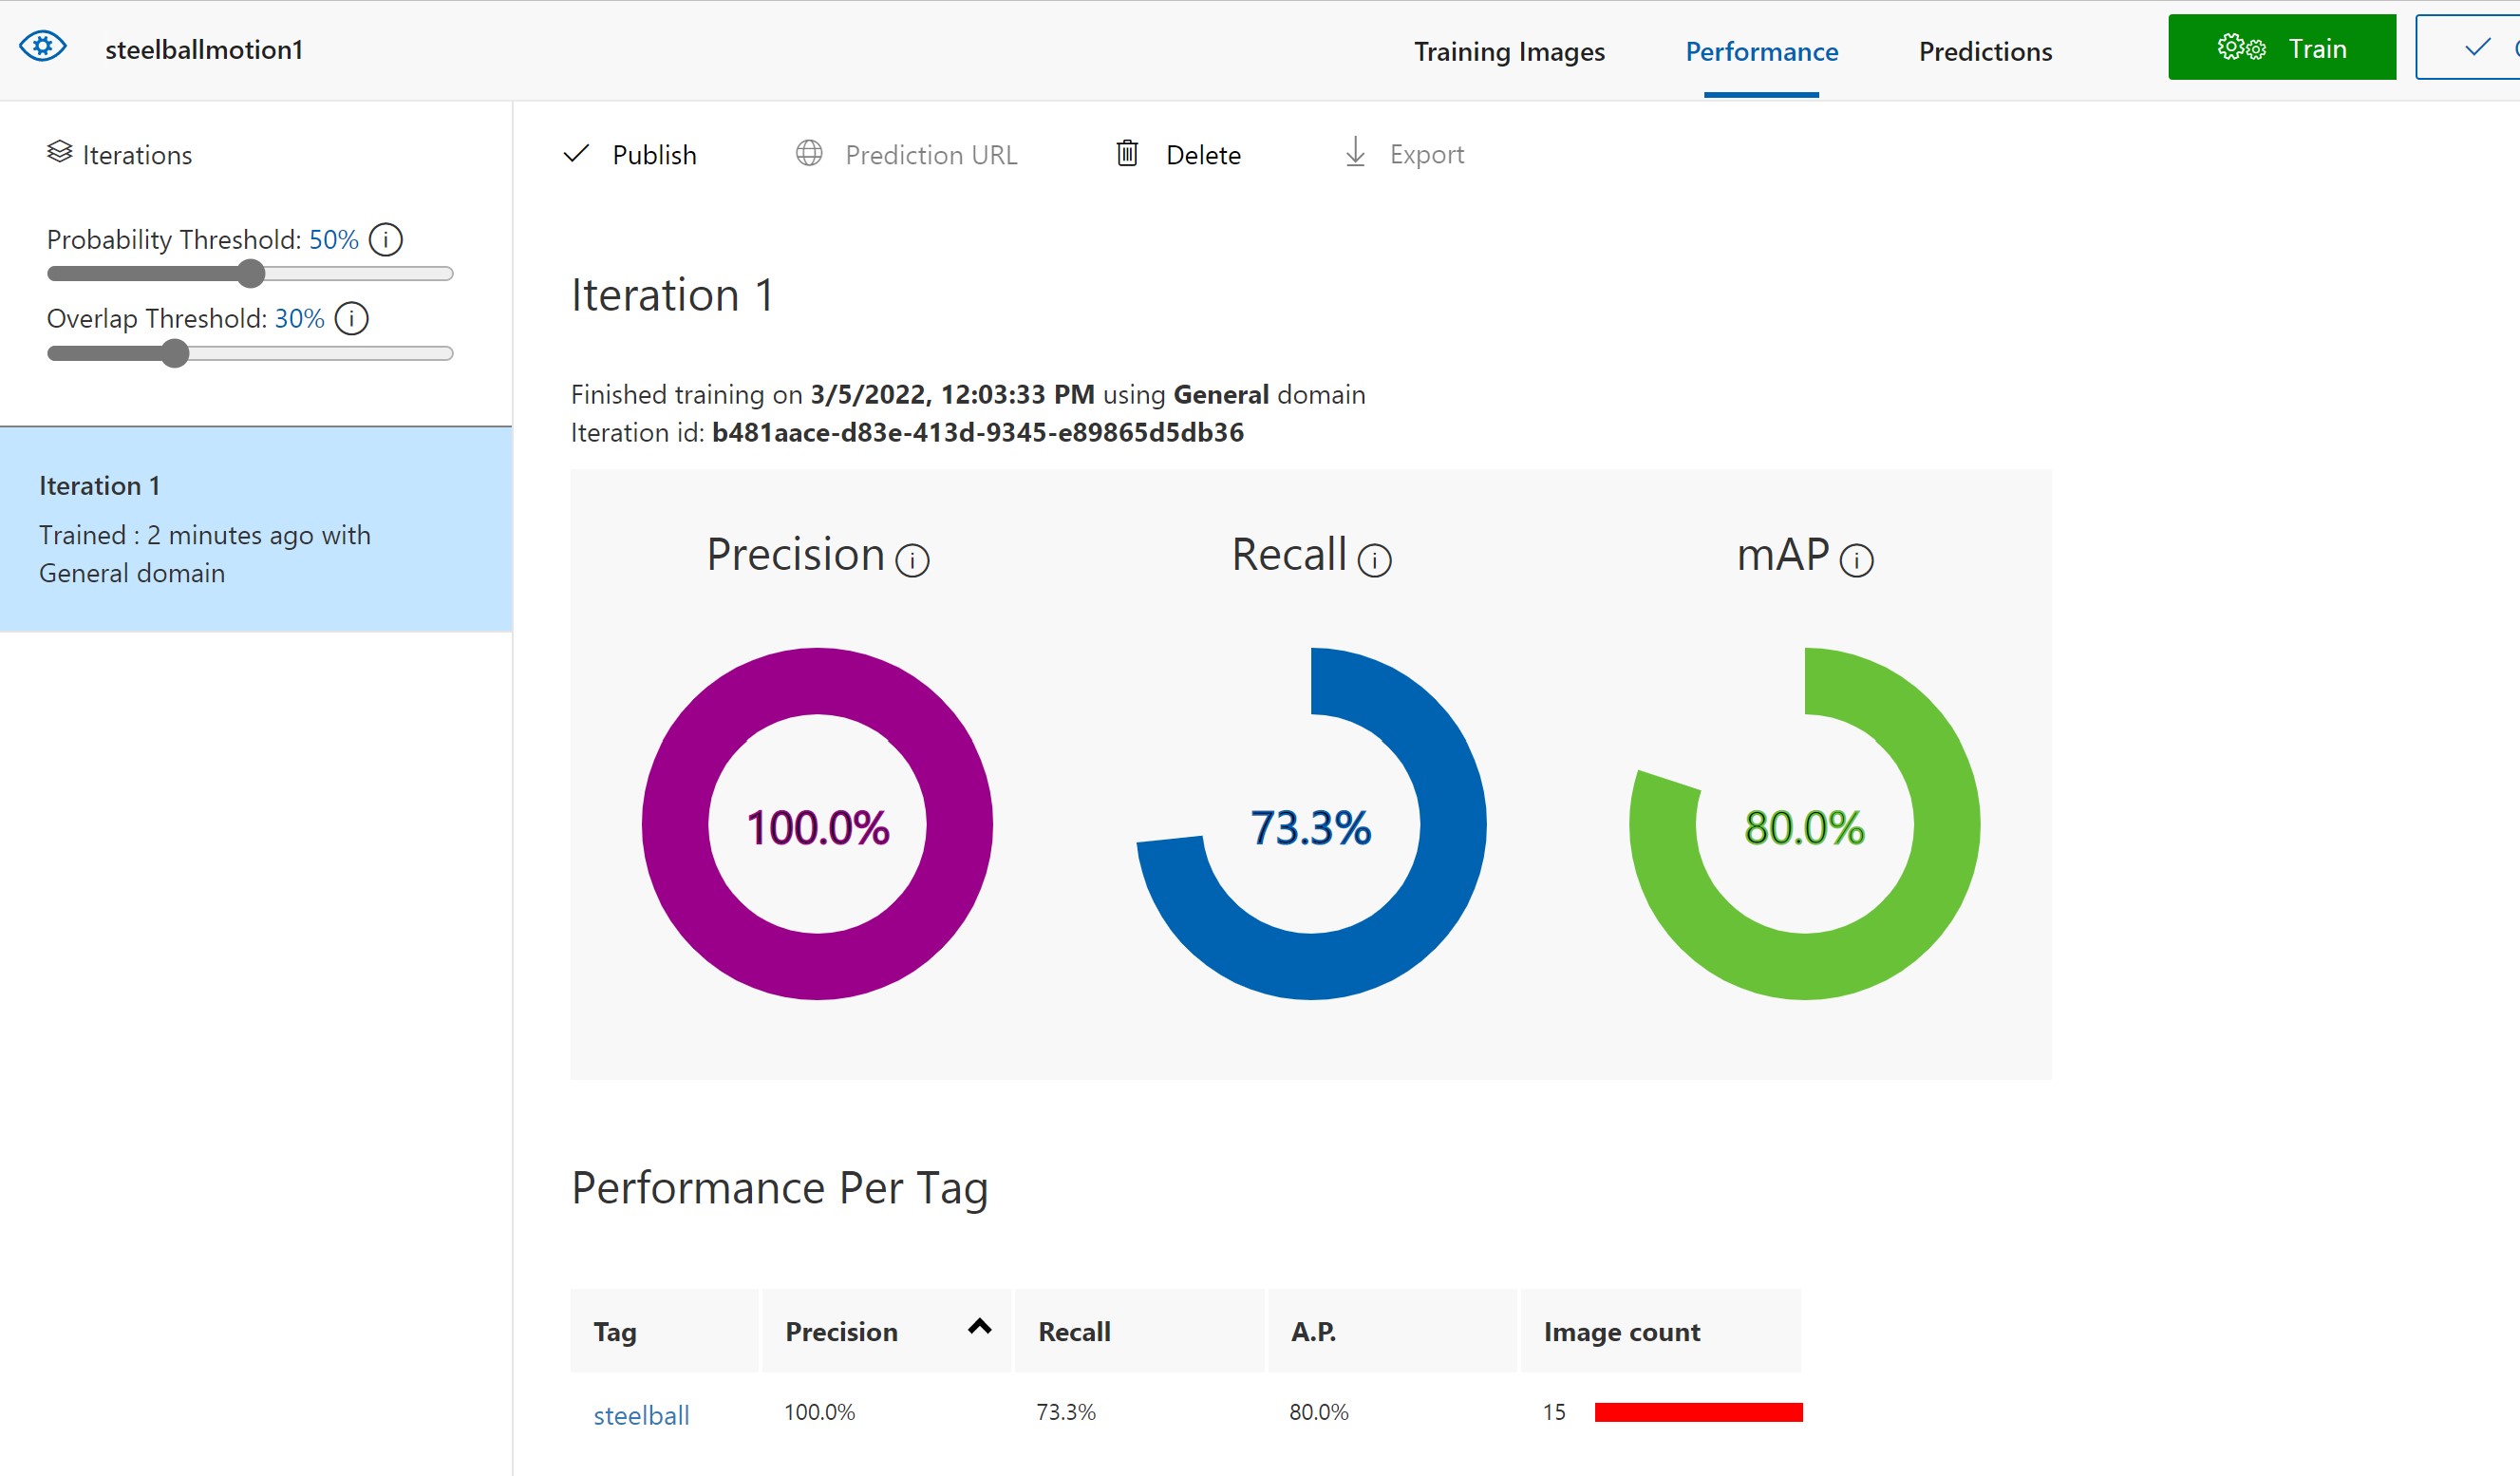 steelballmotion1
Training Images
Performance
Predictions
Train
Iterations
Publish
Prediction URL
Delete
Export
Probability Threshold: 50%
Overlap Threshold: 30%
Iteration 1
Trained : 2 minutes ago with
General domain
Iteration 1
Finished training on 3/5/2022, 12:03:33 PM using General domain
Iteration id: b481aace-d83e-413d-9345-e89865d5db36
Precision
Recall
mAP
100.0%
73.3%
80.0%
Performance Per Tag
Tag Precision Recall A.P. Image count
steelball 100.0% 73.3% 80.0% 15